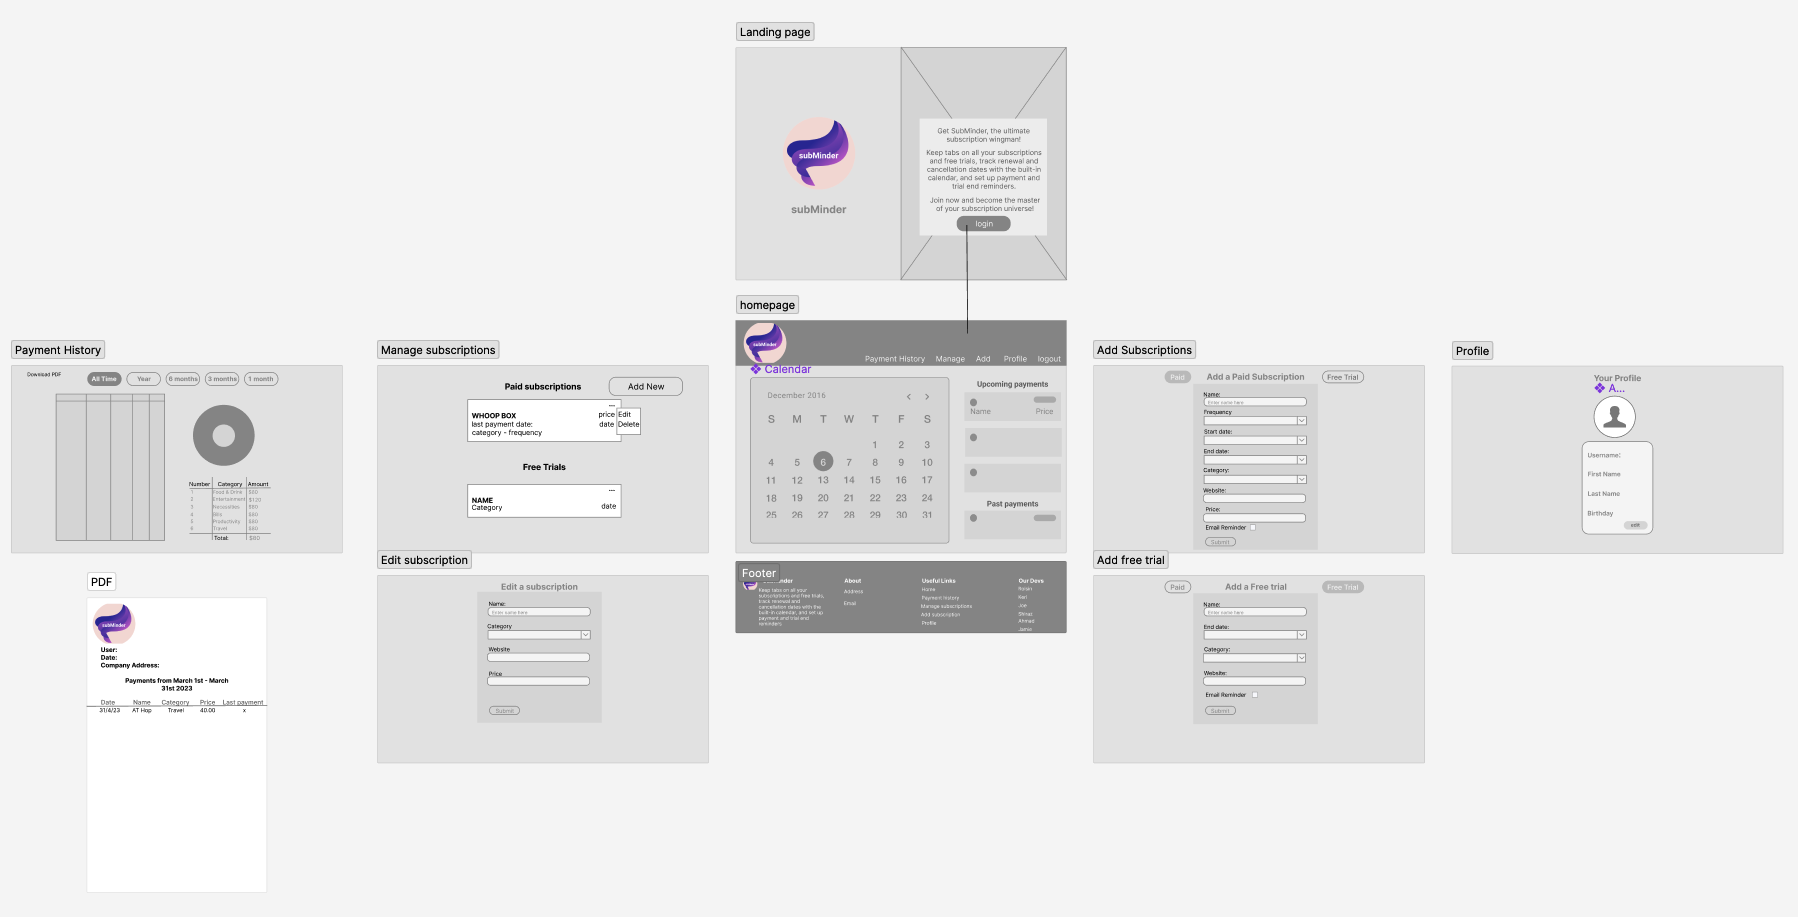 Landing page
subMinder
subMinder
Get SubMinder, the ultimate
subscription wingman!
Keep tabs on all your subscriptions
and free trials, track renewal and
cancellation dates with the built-in
calendar, and set up payment and
trial end reminders.
Join now and become the master
of your subscription universe!
login
homepage
subMinder
Payment History Manage Add Profile logout
Calendar
December 2016
S M T W T F S
1 2 3
4 5 6 7 8 9 10
11 12 13 14 15 16 17
18 19 20 21 22 23 24
25 26 27 28 29 30 31
Upcoming payments
Name Price
Past payments
Footer
Keep tabs on all your
subscriptions and free trials,
track renewal and
cancellation dates with the
built-in calendar, and set up
payment and trial end
reminders
About
Address
Email
Useful Links
Home
Payment history
Manage subscriptions
Add subscription
Profile
Our Devs
Keri
Joe
Shiraz
Ahmad
James
Payment History
Download PDF
All Time Year 6 months 3 months 1 month
Number Category Amount
1 Food & Drink $80
2 Entertainment $120
3 Necessities $80
4 $80
5 Productivity $80
6 Travel $80
Total: $80
PDF
subMinder
User:
Date:
Company Address:
Payments from March 1st - March
31st 2023
Date Name Category Price Last payment
31/4/23 AT Hop Travel 40.00 x
Manage subscriptions
Paid subscriptions
Add New
WHOOP BOX price
last payment date: date
category - frequency
Edit
Delete
Free Trials
NAME
Category date
Edit subscription
Edit a subscription
Name:
Enter name here
Category
Website
Price
Submit
Add Subscriptions
Paid Add a Paid Subscription Free Trial
Name:
Enter name here
Frequency
Start date:
End date:
Category:
Website:
Price:
Email Reminder
Submit
Add free trial
Paid Add a Free trial Free Trial
Name:
Enter name here
End date:
Category:
Website:
Email Reminder
Submit
Profile
Your Profile
A...
Username:
First Name
Last Name
Birthday
edit